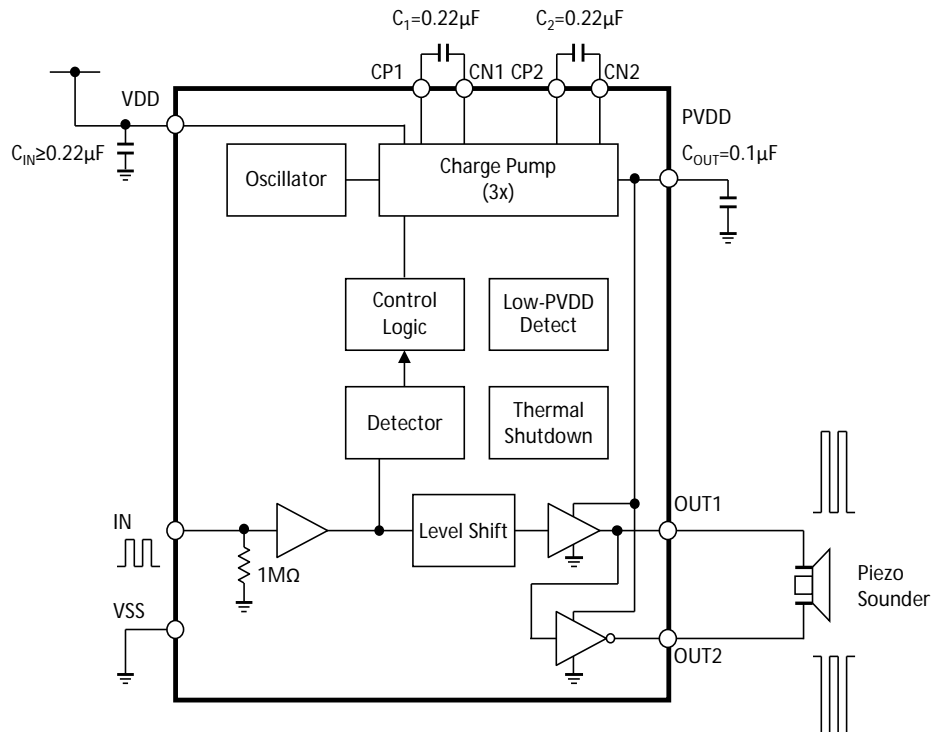 C1=0.22µF
C2=0.22µF
CP1
CN1
CP2
CN2
VDD
PVDD
CIN≥0.22µF
COUT=0.1µF
Oscillator
Charge Pump
(3x)
Control
Logic
Low-PVDD
Detect
Detector
Thermal
Shutdown
IN
OUT1
Level Shift
1MΩ
Piezo
Sounder
VSS
OUT2